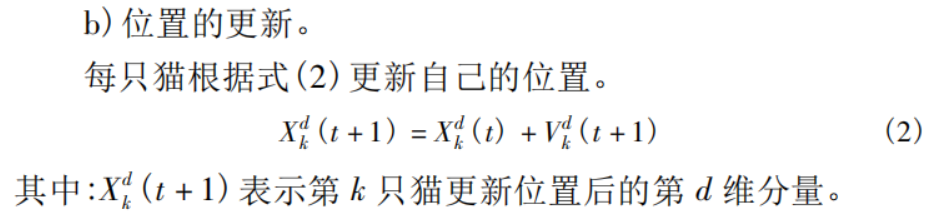 b) 位置的更新。
每只猫根据式(2)更新自己的位置。
$X_k^d(t+1) = X_k^d(t) + V_k^d(t+1)$ (2)
其中:$X_k^d(t+1)$ 表示第 k 只猫更新位置后的第 d 维分量。